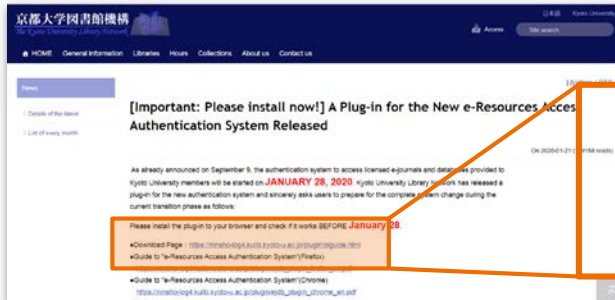 日本語 Kyoto University
京都大学図書館機構
The Kyoto University Library Network
Access Site search
HOME General Information Libraries Hours Collections About us Contact us
News
Details of the latest
List of every month
[Important: Please install now!] A Plug-in for the New e-Resources Acces
Authentication System Released
On 2020-01-21
As already announced on September 9, the authentication system to access licensed e-journals and databases provided to
Kyoto University members will be started on JANUARY 28, 2020. Kyoto University Library Network has released a
plug-in for the new authentication system and sincerely asks users to prepare for the complete system change during the
current transition phase as follows:
Please install the plug-in to your browser and check if it works BEFORE January 28.
●Download Page :
●Guide to "e-Resources Access Authentication System"(Firefox)
●Guide to "e-Resources Access Authentication System"(Chrome)